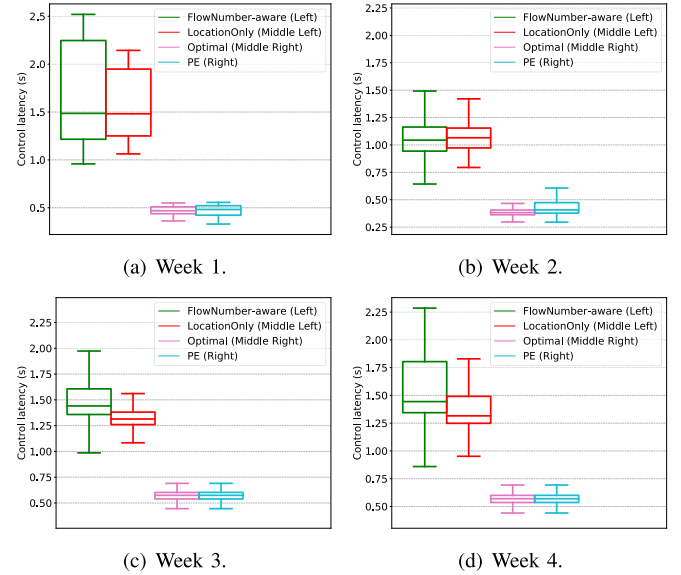 FlowNumber-aware (Left)
LocationOnly (Middle Left)
Optimal (Middle Right)
PE (Right)
Control latency (s)
2.5
2.0
1.5
1.0
0.5
(a) Week 1.
FlowNumber-aware (Left)
LocationOnly (Middle Left)
Optimal (Middle Right)
PE (Right)
Control latency (s)
2.25
2.00
1.75
1.50
1.25
1.00
0.75
0.50
0.25
(b) Week 2.
FlowNumber-aware (Left)
LocationOnly (Middle Left)
Optimal (Middle Right)
PE (Right)
Control latency (s)
2.25
2.00
1.75
1.50
1.25
1.00
0.75
0.50
(c) Week 3.
FlowNumber-aware (Left)
LocationOnly (Middle Left)
Optimal (Middle Right)
PE (Right)
Control latency (s)
2.25
2.00
1.75
1.50
1.25
1.00
0.75
0.50
(d) Week 4.